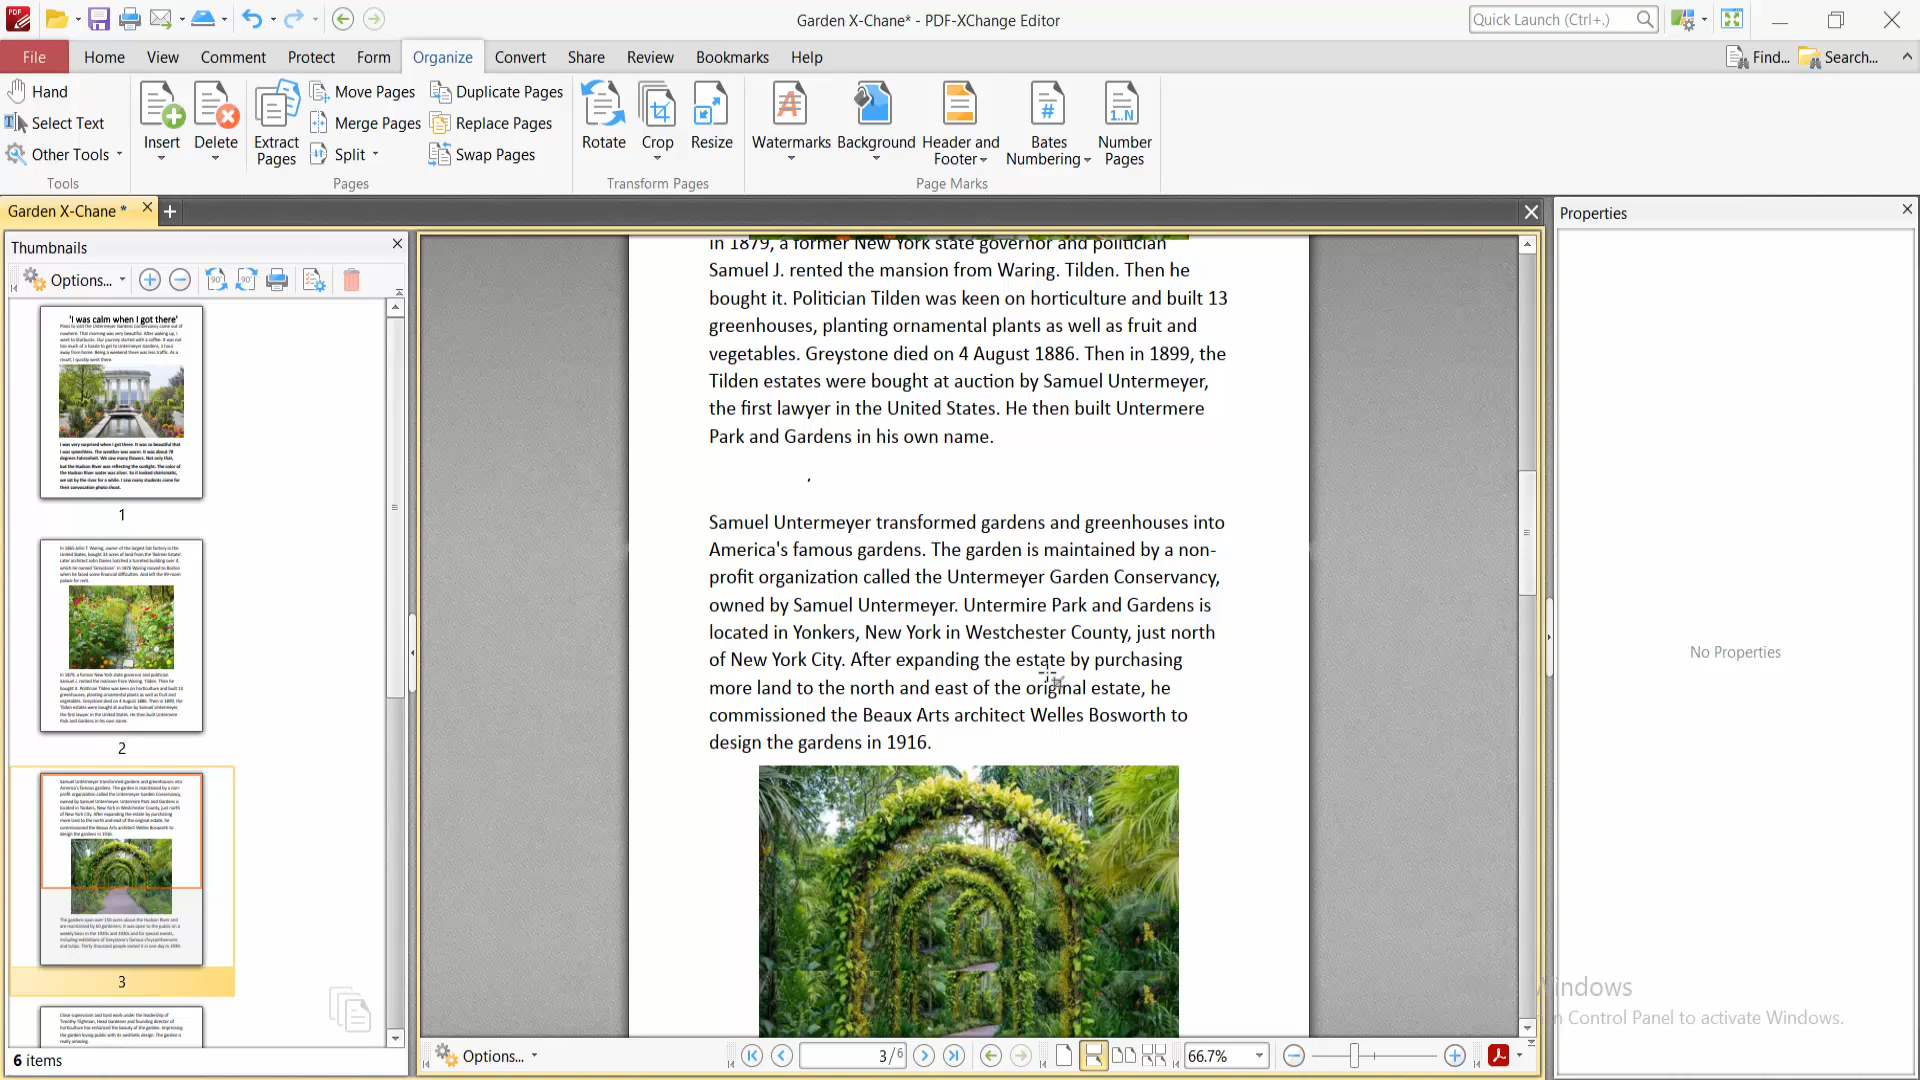 Garden X-Chane* - PDF-XChange Editor
Quick Launch (Ctrl+.)
File Home View Comment Protect Form Organize Convert Share Review Bookmarks Help
Find... Search...
Hand
Select Text
Other Tools
Tools
Insert
Delete
Extract Pages
Move Pages
Merge Pages
Split
Duplicate Pages
Replace Pages
Swap Pages
Pages
Rotate
Crop
Resize
Transform Pages
Watermarks
Background
Header and Footer
Bates Numbering
Number Pages
Page Marks
Garden X-Chane *
Properties
Thumbnails
Options...
'I was calm when I got there'
1
2
3
6 items
In 1879, a former New York state governor and politician
Samuel J. rented the mansion from Waring. Tilden. Then he
bought it. Politician Tilden was keen on horticulture and built 13
greenhouses, planting ornamental plants as well as fruit and
vegetables. Greystone died on 4 August 1886. Then in 1899, the
Tilden estates were bought at auction by Samuel Untermeyer,
the first lawyer in the United States. He then built Untermere
Park and Gardens in his own name.
Samuel Untermeyer transformed gardens and greenhouses into
America's famous gardens. The garden is maintained by a non-
profit organization called the Untermeyer Garden Conservancy,
owned by Samuel Untermeyer. Untermire Park and Gardens is
located in Yonkers, New York in Westchester County, just north
of New York City. After expanding the estate by purchasing
more land to the north and east of the original estate, he
commissioned the Beaux Arts architect Welles Bosworth to
design the gardens in 1916.
No Properties
Windows
Control Panel to activate Windows.
Options...
3 / 6
66.7%